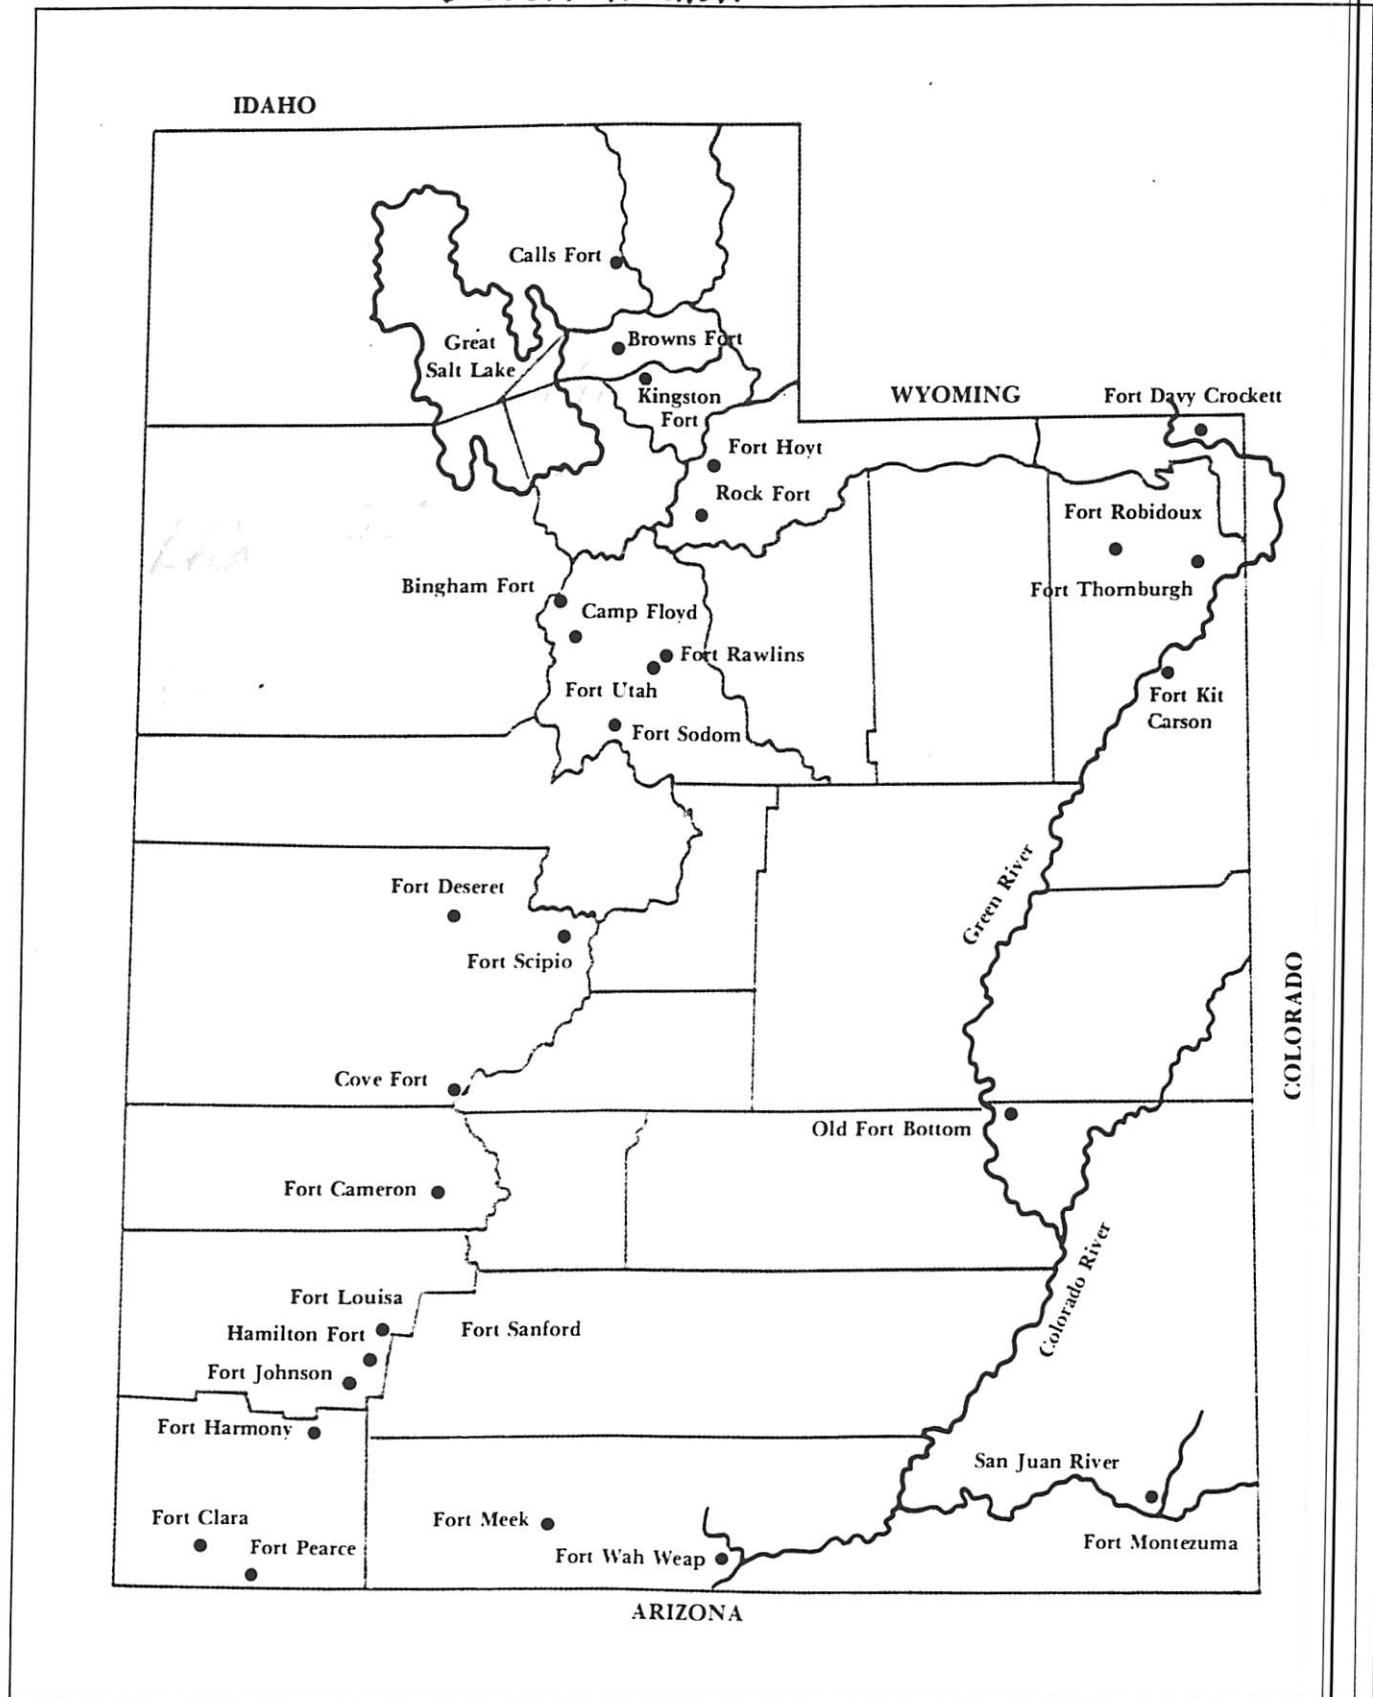 IDAHO
Calls Fort
Great
Salt Lake
Browns Fort
Kingston
Fort
WYOMING
Fort Davy Crockett
Fort Hoyt
Rock Fort
Fort Robidoux
Fort Thornburgh
Bingham Fort
Camp Floyd
Fort Rawlins
Fort Utah
Fort Kit
Carson
Fort Sodom
Green River
Fort Deseret
Fort Scipio
COLORADO
Cove Fort
Old Fort Bottom
Fort Cameron
Colorado River
Fort Louisa
Hamilton Fort
Fort Sanford
Fort Johnson
Fort Harmony
San Juan River
Fort Clara
Fort Pearce
Fort Meek
Fort Wah Weap
Fort Montezuma
ARIZONA